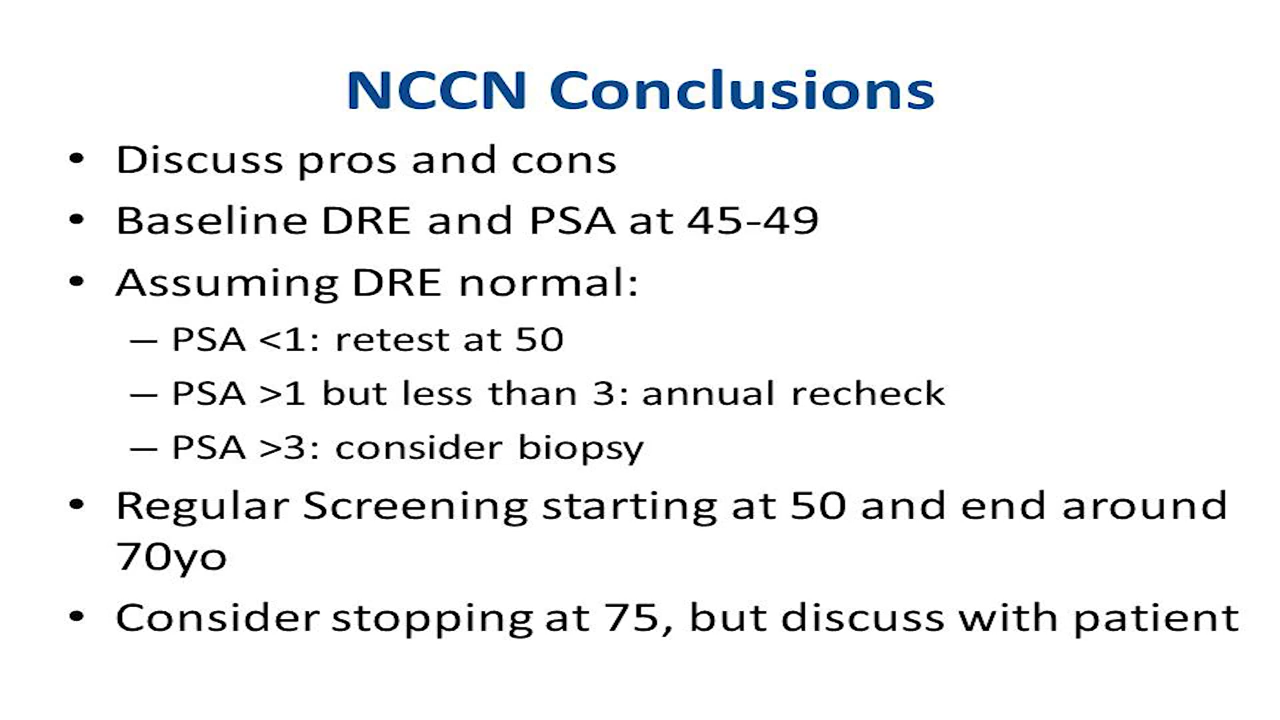 NCCN Conclusions
• Discuss pros and cons
• Baseline DRE and PSA at 45-49
• Assuming DRE normal:
– PSA <1: retest at 50
– PSA >1 but less than 3: annual recheck
– PSA >3: consider biopsy
• Regular Screening starting at 50 and end around
70yo
• Consider stopping at 75, but discuss with patient